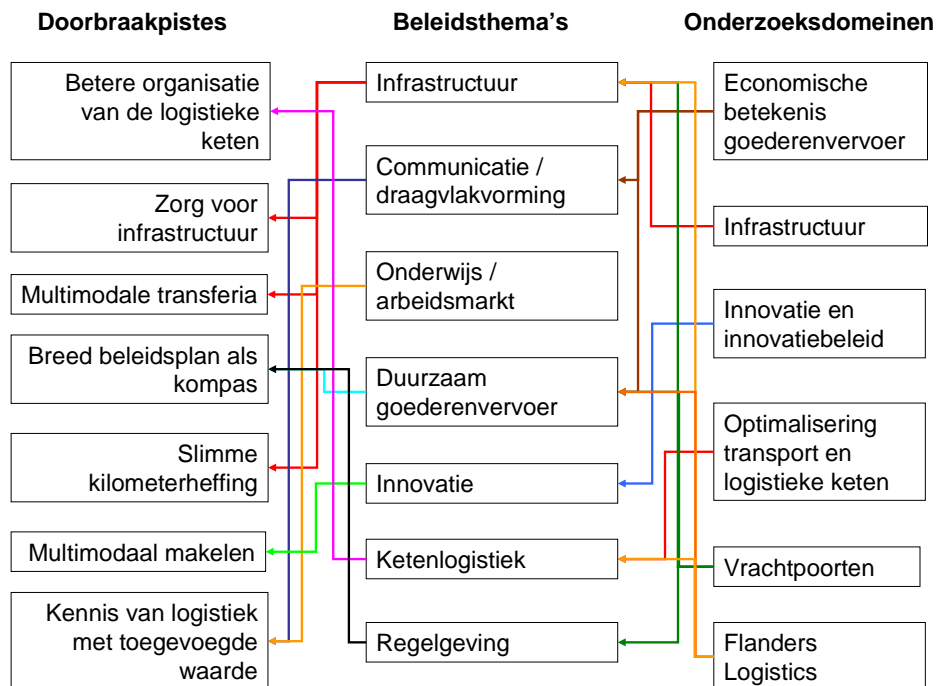 Doorbraakpistes
Betere organisatie
van de logistieke
keten
Zorg voor
infrastructuur
Multimodale transferia
Breed beleidsplan als
kompas
Slimme
kilometerheffing
Multimodaal makelen
Kennis van logistiek
met toegevoegde
waarde
Beleidsthema’s
Infrastructuur
Communicatie /
draagvlakvorming
Onderwijs /
arbeidsmarkt
Duurzaam
goederenvervoer
Innovatie
Ketenlogistiek
Regelgeving
Onderzoeksdomeinen
Economische
betekenis
goederenvervoer
Infrastructuur
Innovatie en
innovatiebeleid
Optimalisering
transport en
logistieke keten
Vrachtpoorten
Flanders
Logistics